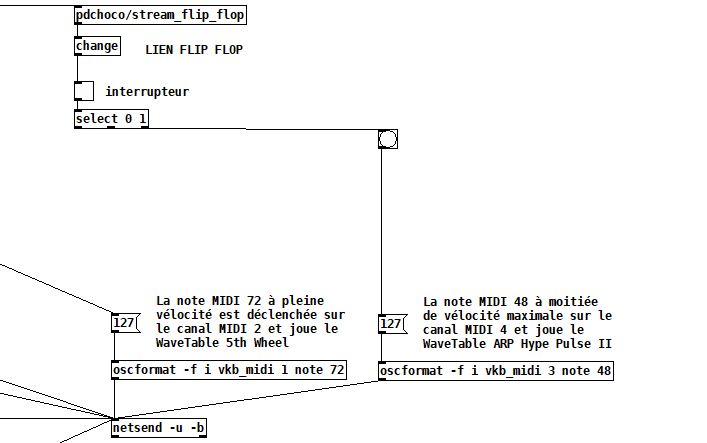 pdchoco/stream_flip_flop
change
LIEN FLIP FLOP
interrupteur
select 0 1
La note MIDI 72 à pleine
vélocité est déclenchée sur
le canal MIDI 2 et joue le
WaveTable 5th Wheel
127
oscformat -f i vkb_midi 1 note 72
La note MIDI 48 à moitiée
de vélocité maximale sur le
canal MIDI 4 et joue le
WaveTable ARP Hype Pulse II
127
oscformat -f i vkb_midi 3 note 48
netsend -u -b